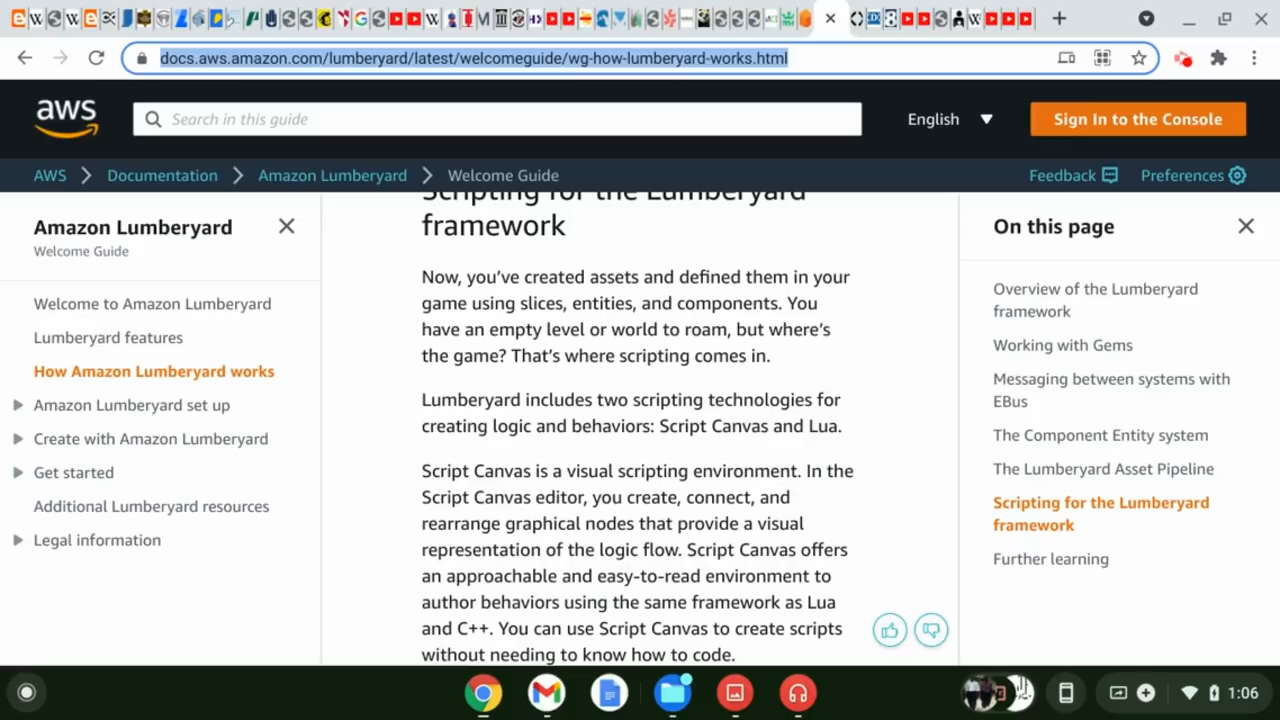 docs.aws.amazon.com/lumberyard/latest/welcomeguide/wg-how-lumberyard-works.html
aws
Search in this guide
English
Sign In to the Console
AWS
Documentation
Amazon Lumberyard
Welcome Guide
Feedback
Preferences
Amazon Lumberyard
Welcome Guide
Welcome to Amazon Lumberyard
Lumberyard features
How Amazon Lumberyard works
Amazon Lumberyard set up
Create with Amazon Lumberyard
Get started
Additional Lumberyard resources
Legal information
Scripting for the Lumberyard
framework
Now, you’ve created assets and defined them in your
game using slices, entities, and components. You
have an empty level or world to roam, but where’s
the game? That’s where scripting comes in.
Lumberyard includes two scripting technologies for
creating logic and behaviors: Script Canvas and Lua.
Script Canvas is a visual scripting environment. In the
Script Canvas editor, you create, connect, and
rearrange graphical nodes that provide a visual
representation of the logic flow. Script Canvas offers
an approachable and easy-to-read environment to
author behaviors using the same framework as Lua
and C++. You can use Script Canvas to create scripts
without needing to know how to code.
On this page
Overview of the Lumberyard
framework
Working with Gems
Messaging between systems with
EBus
The Component Entity system
The Lumberyard Asset Pipeline
Scripting for the Lumberyard
framework
Further learning
1:06